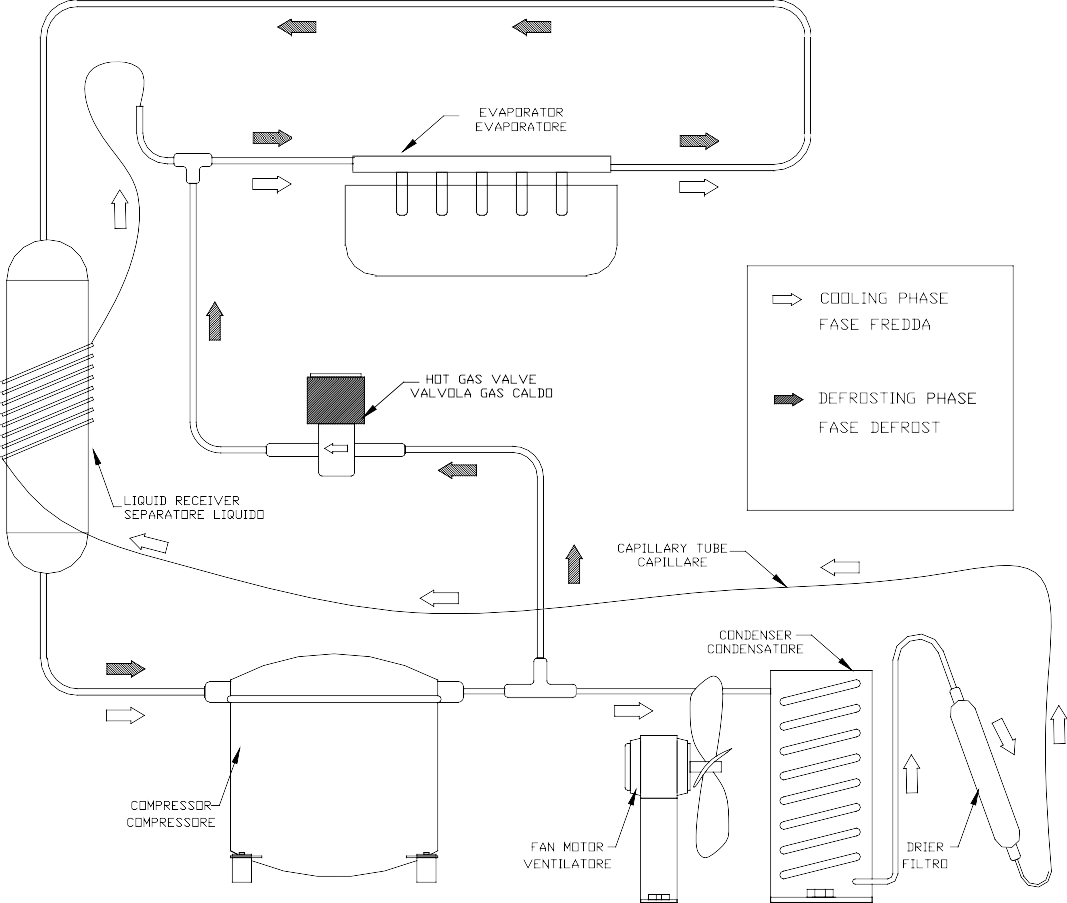 EVAPORATOR
EVAPORATORE
COOLING PHASE
FASE FREDDA
HOT GAS VALVE
VALVOLA GAS CALDO
DEFROSTING PHASE
FASE DEFROST
LIQUID RECEIVER
SEPARATORE LIQUIDO
CAPILLARY TUBE
CAPILLARE
CONDENSER
CONDENSATORE
COMPRESSOR
COMPRESSORE
FAN MOTOR
VENTILATORE
DRIER
FILTRO